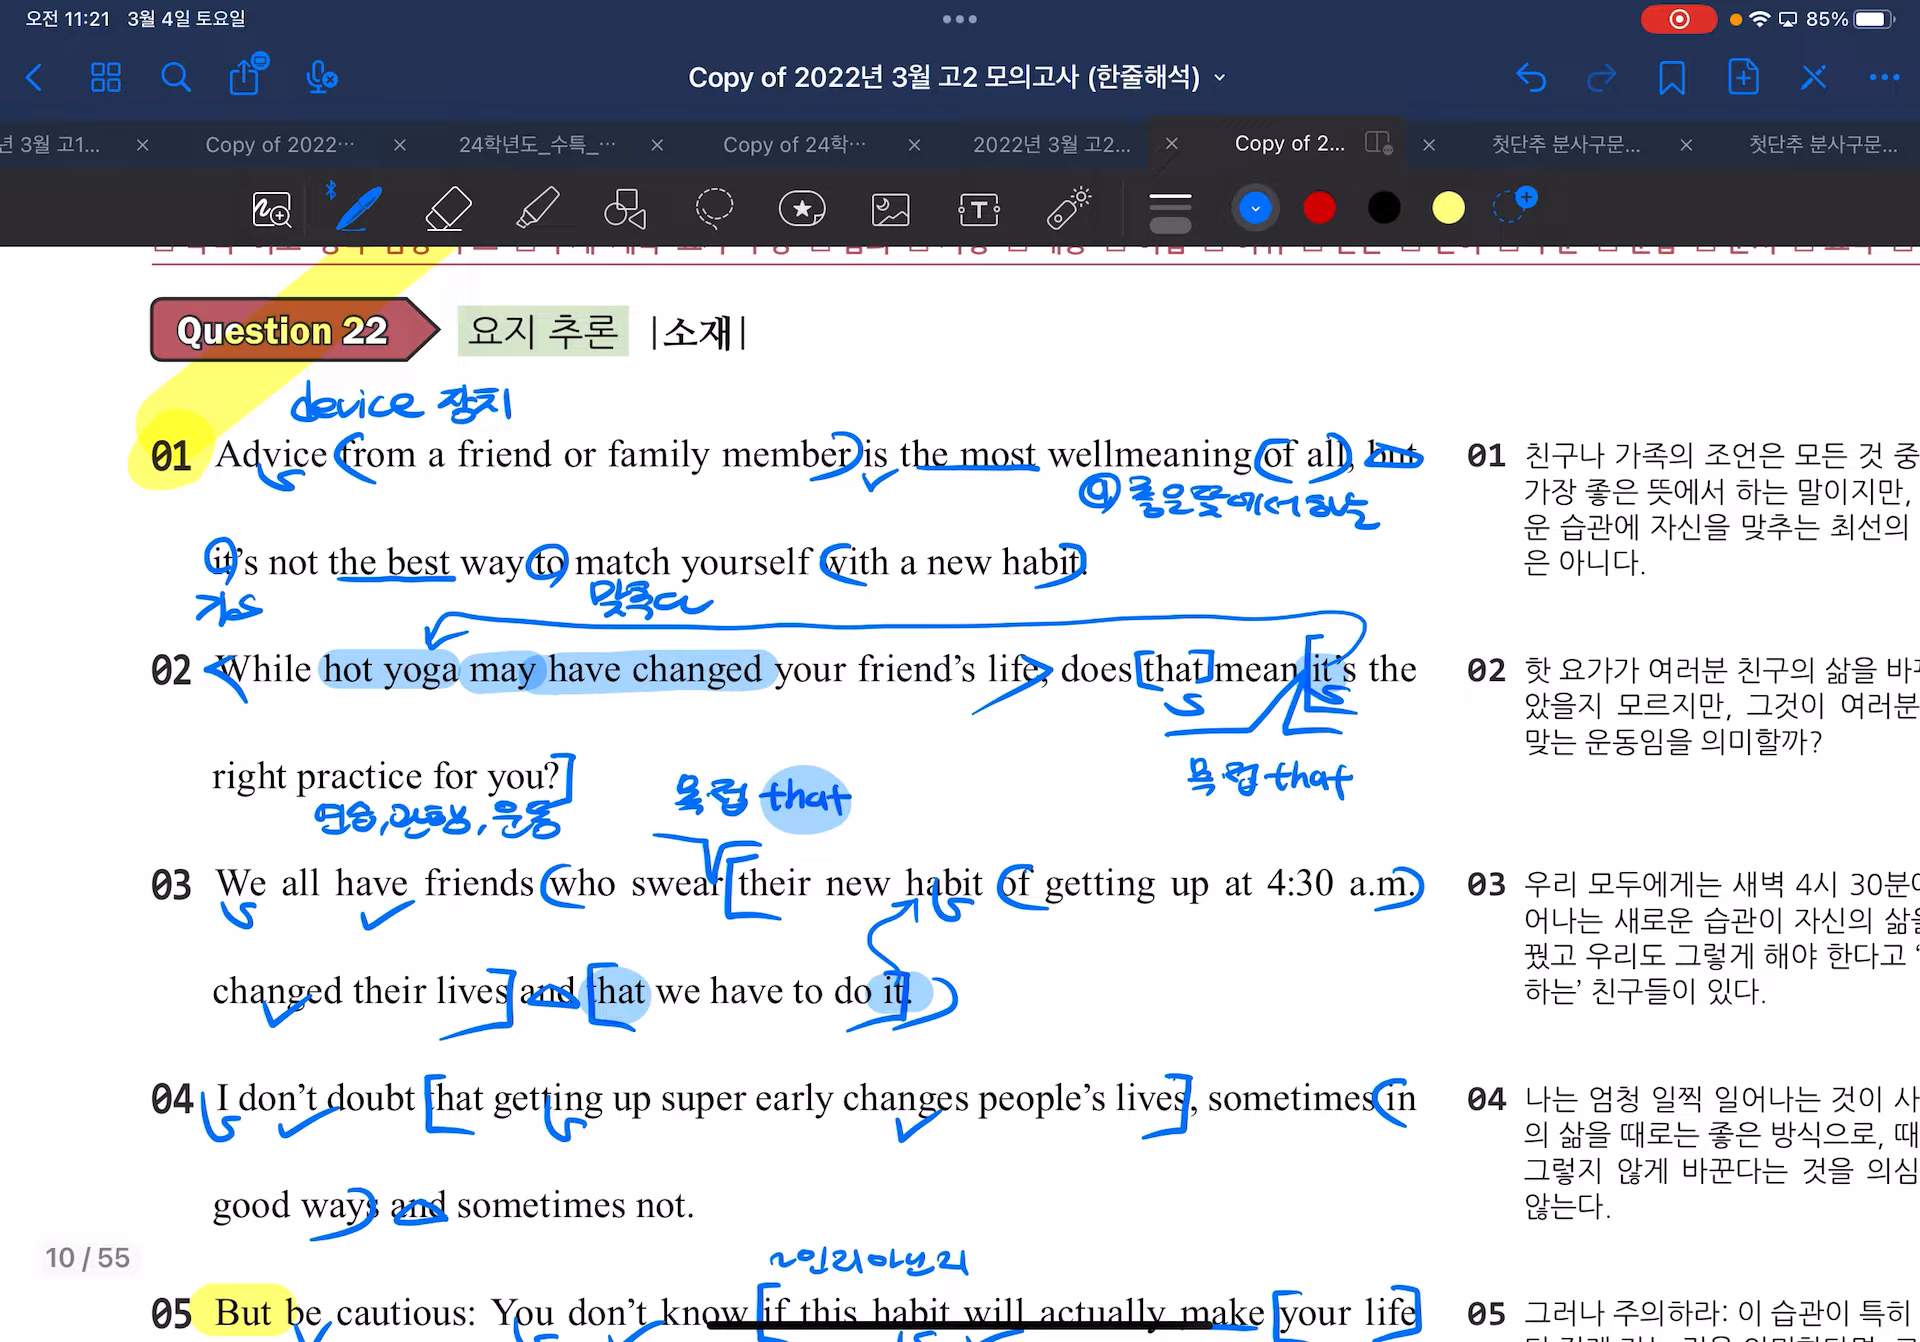 오전 11:21 3월 4일 토요일
85%
Copy of 2022년 3월 고2 모의고사 (한줄해석)
년 3월 고1...
Copy of 2022...
24학년도_수특_...
Copy of 24학...
2022년 3월 고2...
Copy of 2...
첫단추 분사구문...
첫단추 분사구문...
Question 22 요지 추론 |소재|
device 장치
01 Advice from a friend or family member is the most wellmeaning of all, but
좋은 뜻에서 하는
it's not the best way to match yourself with a new habit.
가S
맞추다
02 While hot yoga may have changed your friend's life, does that mean it's the
S
S
right practice for you?
목접 that
목접 that
연습, 관행, 운동
03 We all have friends who swear their new habit of getting up at 4:30 a.m.
S
S
changed their lives and that we have to do it.
04 I don't doubt that getting up super early changes people's lives, sometimes in
S
S
good ways and sometimes not.
~인지 아닌지
05 But be cautious: You don't know if this habit will actually make your life
10 / 55
01 친구나 가족의 조언은 모든 것 중
가장 좋은 뜻에서 하는 말이지만,
운 습관에 자신을 맞추는 최선의
은 아니다.
02 핫 요가가 여러분 친구의 삶을 바꾸
았을지 모르지만, 그것이 여러분
맞는 운동임을 의미할까?
03 우리 모두에게는 새벽 4시 30분에
어나는 새로운 습관이 자신의 삶을
꿨고 우리도 그렇게 해야 한다고 '
하는' 친구들이 있다.
04 나는 엄청 일찍 일어나는 것이 사
의 삶을 때로는 좋은 방식으로, 때
그렇지 않게 바꾼다는 것을 의심
않는다.
05 그러나 주의하라: 이 습관이 특히